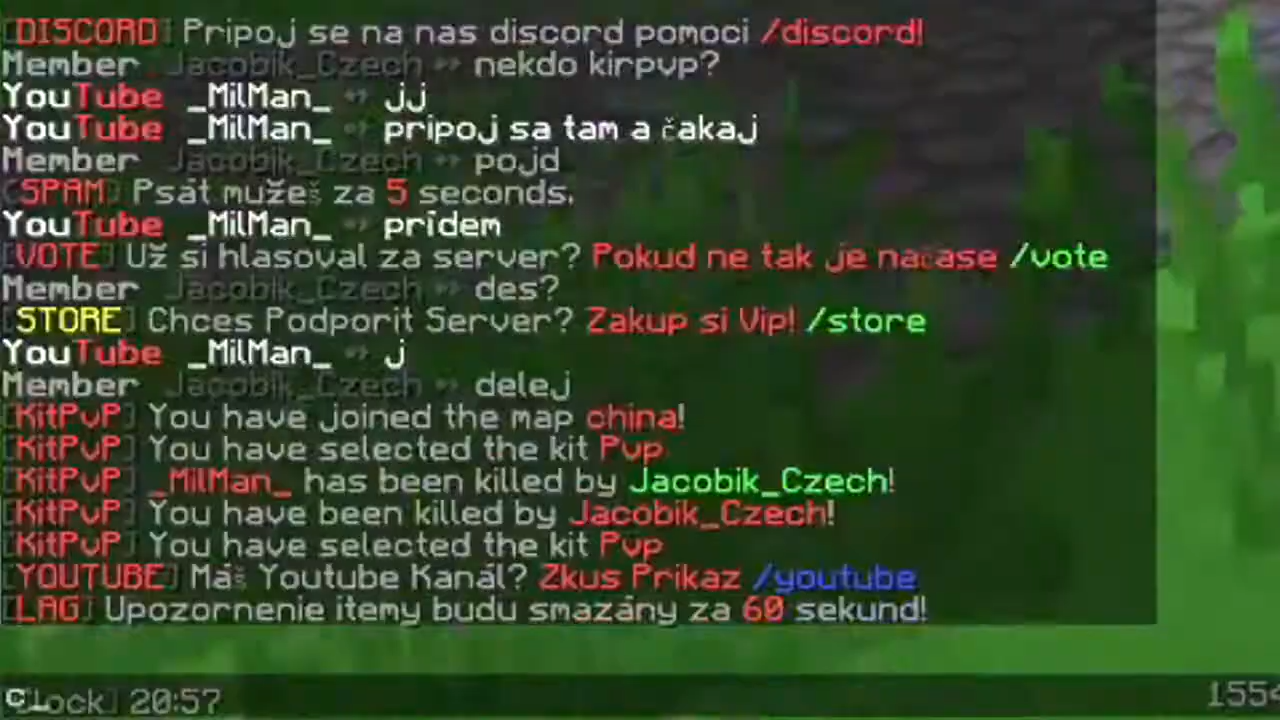 [DISCORD] Pripoj se na nas discord pomoci /discord!
Member Jacobik_Czech » nekdo kirpvp?
YouTube _MilMan_ » jj
YouTube _MilMan_ » pripoj sa tam a čakaj
Member Jacobik_Czech » pojd
[SPAM] Psát mužeš za 5 seconds.
YouTube _MilMan_ » prídem
[VOTE] Už si hlasoval za server? Pokud ne tak je načase /vote
Member Jacobik_Czech » des?
[STORE] Chces Podporit Server? Zakup si Vip! /store
YouTube _MilMan_ » j
Member Jacobik_Czech » delej
[KitPvP] You have joined the map china!
[KitPvP] You have selected the kit Pvp
[KitPvP] _MilMan_ has been killed by Jacobik_Czech!
[KitPvP] You have been killed by Jacobik_Czech!
[KitPvP] You have selected the kit Pvp
[YOUTUBE] Máš Youtube Kanál? Zkus Prikaz /youtube
[LAG] Upozornenie itemy budu smazány za 60 sekund!
[Clock] 20:57